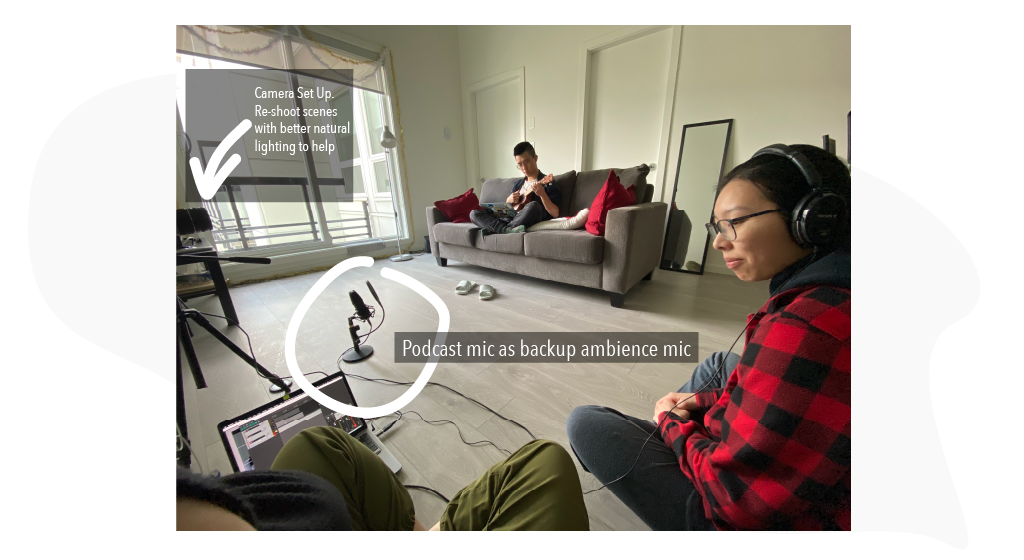 Camera Set Up.
Re-shoot scenes
with better natural
lighting to help
Podcast mic as backup ambience mic